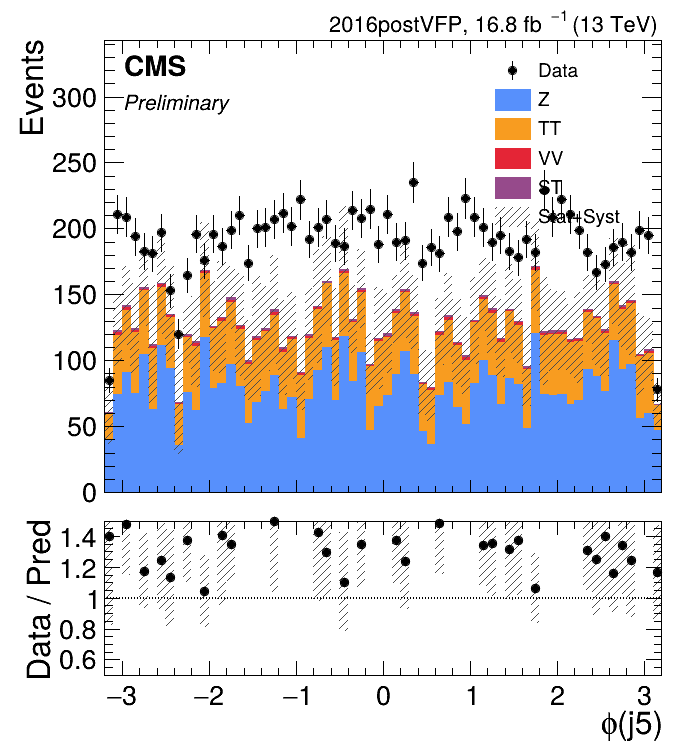 2016postVFP, 16.8 fb ⁻¹ (13 TeV)
Events
CMS
Preliminary
Data
Z
TT
VV
ST
Stat+Syst
300
250
200
150
100
50
0
Data / Pred
1.4
1.2
1
0.8
0.6
−3 −2 −1 0 1 2 3
ϕ(j5)